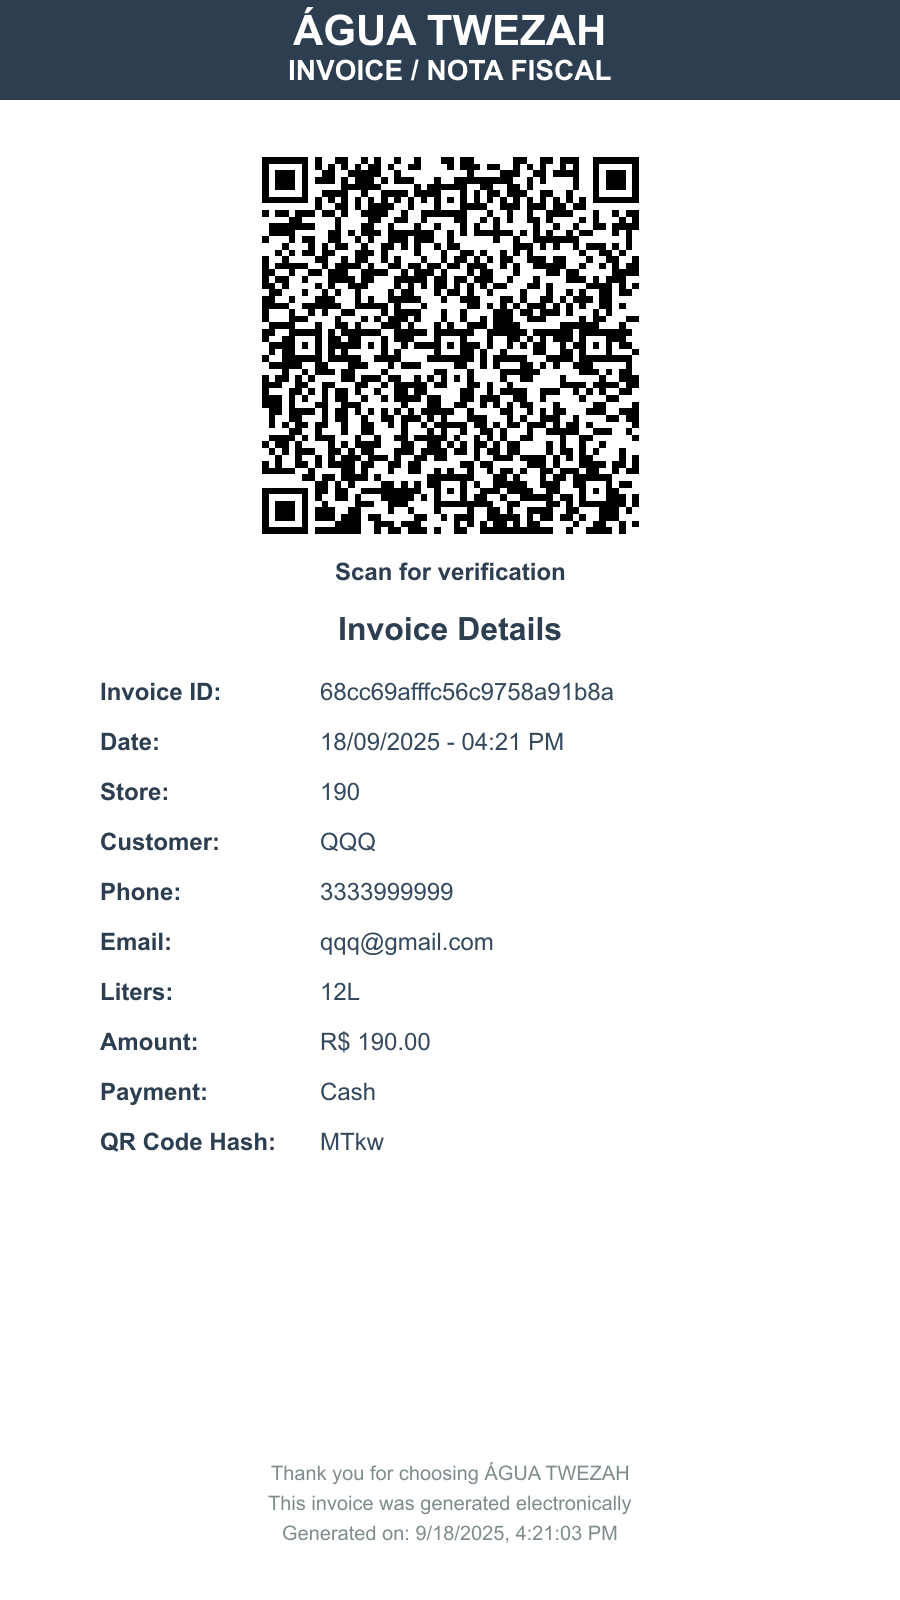 ÁGUA TWEZAH
INVOICE / NOTA FISCAL
Scan for verification
Invoice Details
Invoice ID: 68cc69afffc56c9758a91b8a
Date: 18/09/2025 - 04:21 PM
Store: 190
Customer: QQQ
Phone: 3333999999
Email: qqq@gmail.com
Liters: 12L
Amount: R$ 190.00
Payment: Cash
QR Code Hash: MTkw
Thank you for choosing ÁGUA TWEZAH
This invoice was generated electronically
Generated on: 9/18/2025, 4:21:03 PM